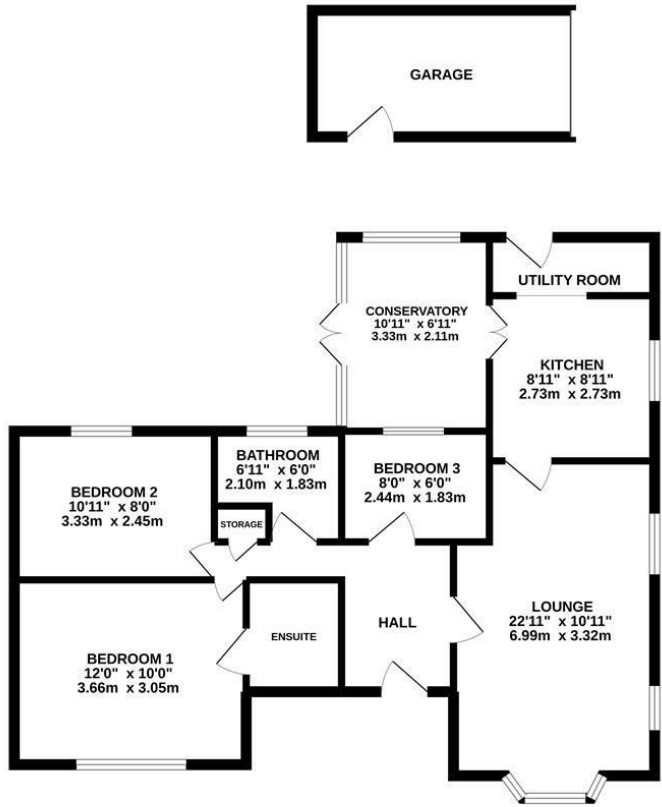 GARAGE
CONSERVATORY
10'11" x 6'11"
3.33m x 2.11m
UTILITY ROOM
KITCHEN
8'11" x 8'11"
2.73m x 2.73m
BATHROOM
6'11" x 6'0"
2.10m x 1.83m
BEDROOM 3
8'0" x 6'0"
2.44m x 1.83m
BEDROOM 2
10'11" x 8'0"
3.33m x 2.45m
STORAGE
LOUNGE
22'11" x 10'11"
6.99m x 3.32m
HALL
ENSUITE
BEDROOM 1
12'0" x 10'0"
3.66m x 3.05m